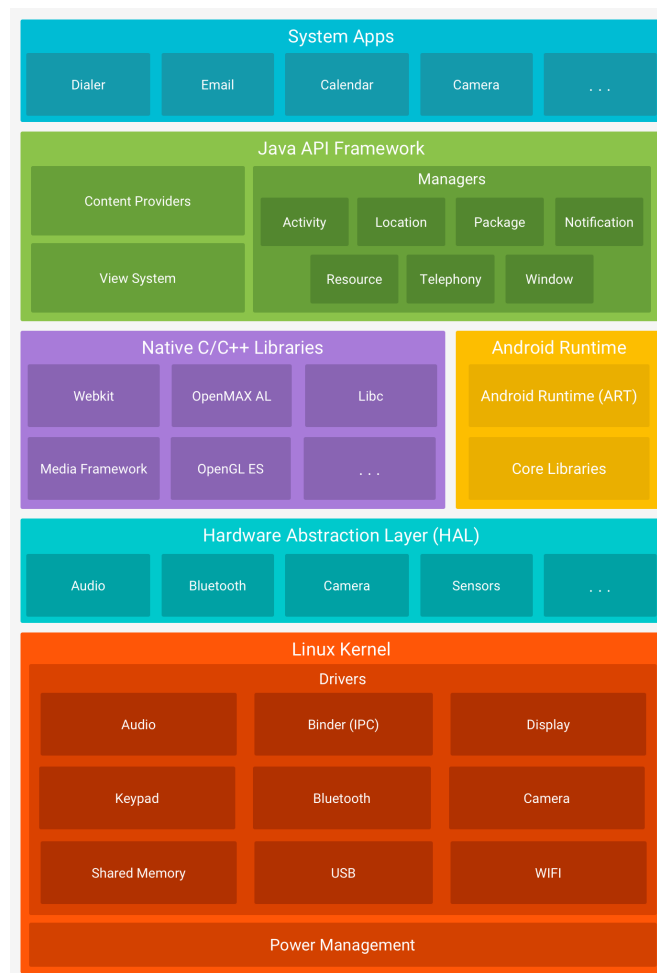 System Apps
Dialer
Email
Calendar
Camera
. . .
Java API Framework
Content Providers
View System
Managers
Activity
Location
Package
Notification
Resource
Telephony
Window
Native C/C++ Libraries
Webkit
OpenMAX AL
Libc
Media Framework
OpenGL ES
. . .
Android Runtime
Android Runtime (ART)
Core Libraries
Hardware Abstraction Layer (HAL)
Audio
Bluetooth
Camera
Sensors
. . .
Linux Kernel
Drivers
Audio
Binder (IPC)
Display
Keypad
Bluetooth
Camera
Shared Memory
USB
WIFI
Power Management